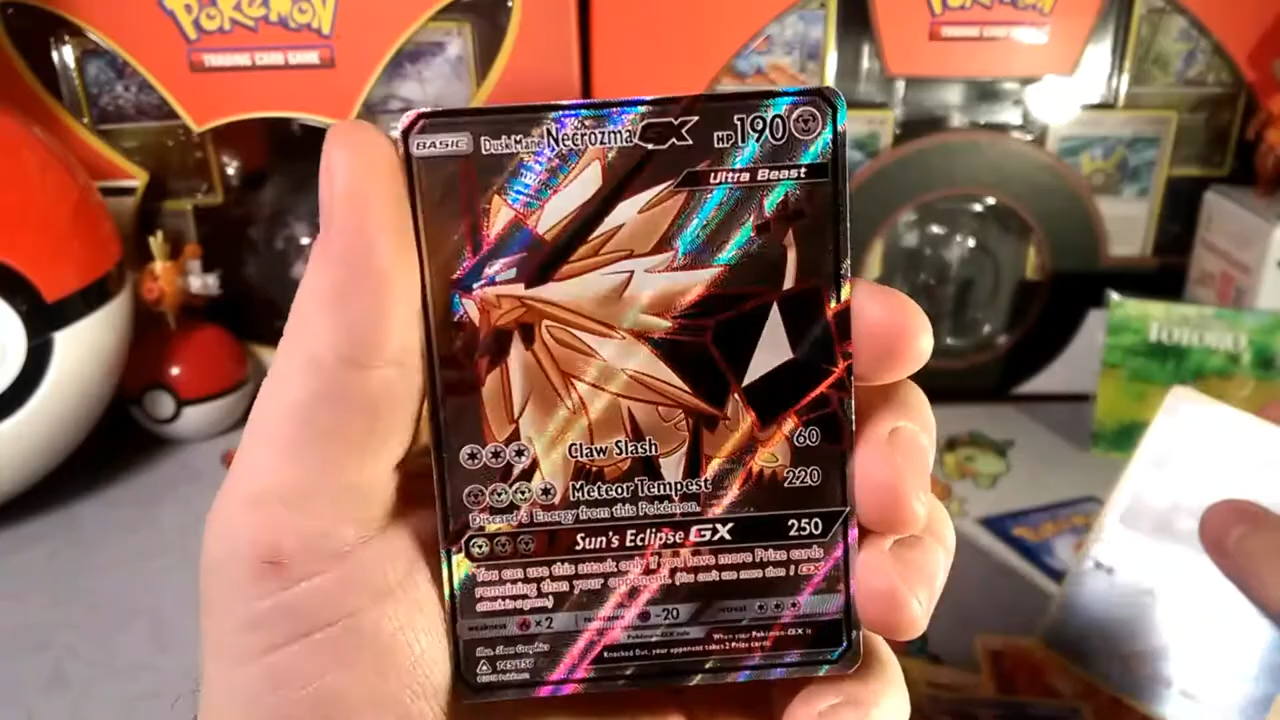 POKéMON
TRADING CARD GAME
POKéMON
TRADING CARD GAME
BASIC Dusk Mane Necrozma GX HP 190
Ultra Beast
Claw Slash 60
Meteor Tempest 220
Discard 3 Energy from this Pokémon.
Sun's Eclipse GX 250
You can use this attack only if you have more Prize cards
remaining than your opponent. (You can't use more than 1 GX
attack in a game.)
weakness ×2 resistance -20 retreat
Pokémon-GX rule When your Pokémon-GX is
Knocked Out, your opponent takes 2 Prize cards.
Illus. 5ban Graphics
145/156
©2018 Pokémon
TOTORO